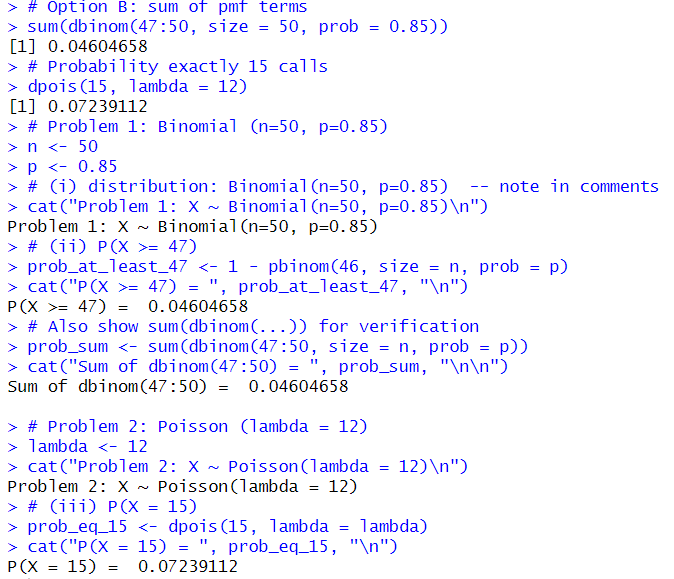 > # Option B: sum of pmf terms
> sum(dbinom(47:50, size = 50, prob = 0.85))
[1] 0.04604658
> # Probability exactly 15 calls
> dpois(15, lambda = 12)
[1] 0.07239112
> # Problem 1: Binomial (n=50, p=0.85)
> n <- 50
> p <- 0.85
> # (i) distribution: Binomial(n=50, p=0.85)  -- note in comments
> cat("Problem 1: X ~ Binomial(n=50, p=0.85)\n")
Problem 1: X ~ Binomial(n=50, p=0.85)
> # (ii) P(X >= 47)
> prob_at_least_47 <- 1 - pbinom(46, size = n, prob = p)
> cat("P(X >= 47) = ", prob_at_least_47, "\n")
P(X >= 47) =  0.04604658
> # Also show sum(dbinom(...)) for verification
> prob_sum <- sum(dbinom(47:50, size = n, prob = p))
> cat("Sum of dbinom(47:50) = ", prob_sum, "\n\n")
Sum of dbinom(47:50) =  0.04604658

> # Problem 2: Poisson (lambda = 12)
> lambda <- 12
> cat("Problem 2: X ~ Poisson(lambda = 12)\n")
Problem 2: X ~ Poisson(lambda = 12)
> # (iii) P(X = 15)
> prob_eq_15 <- dpois(15, lambda = lambda)
> cat("P(X = 15) = ", prob_eq_15, "\n")
P(X = 15) =  0.07239112